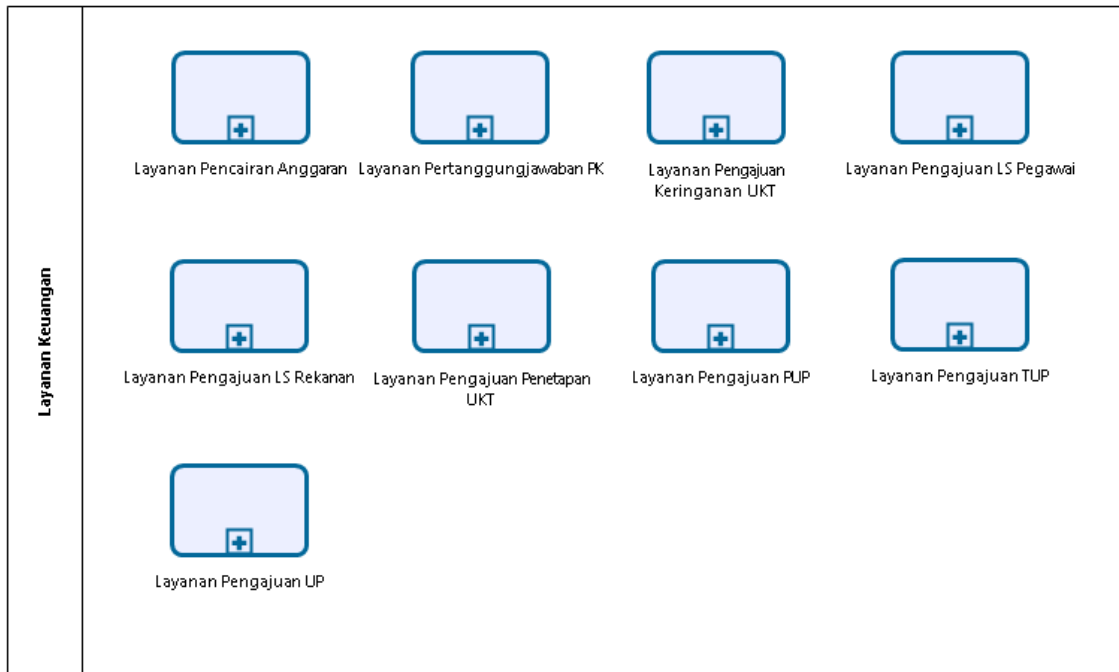 Layanan Keuangan
Layanan Pencairan Anggaran
Layanan Pertanggungjawaban PK
Layanan Pengajuan
Keringanan UKT
Layanan Pengajuan LS Pegawai
Layanan Pengajuan LS Rekanan
Layanan Pengajuan Penetapan
UKT
Layanan Pengajuan PUP
Layanan Pengajuan TUP
Layanan Pengajuan UP